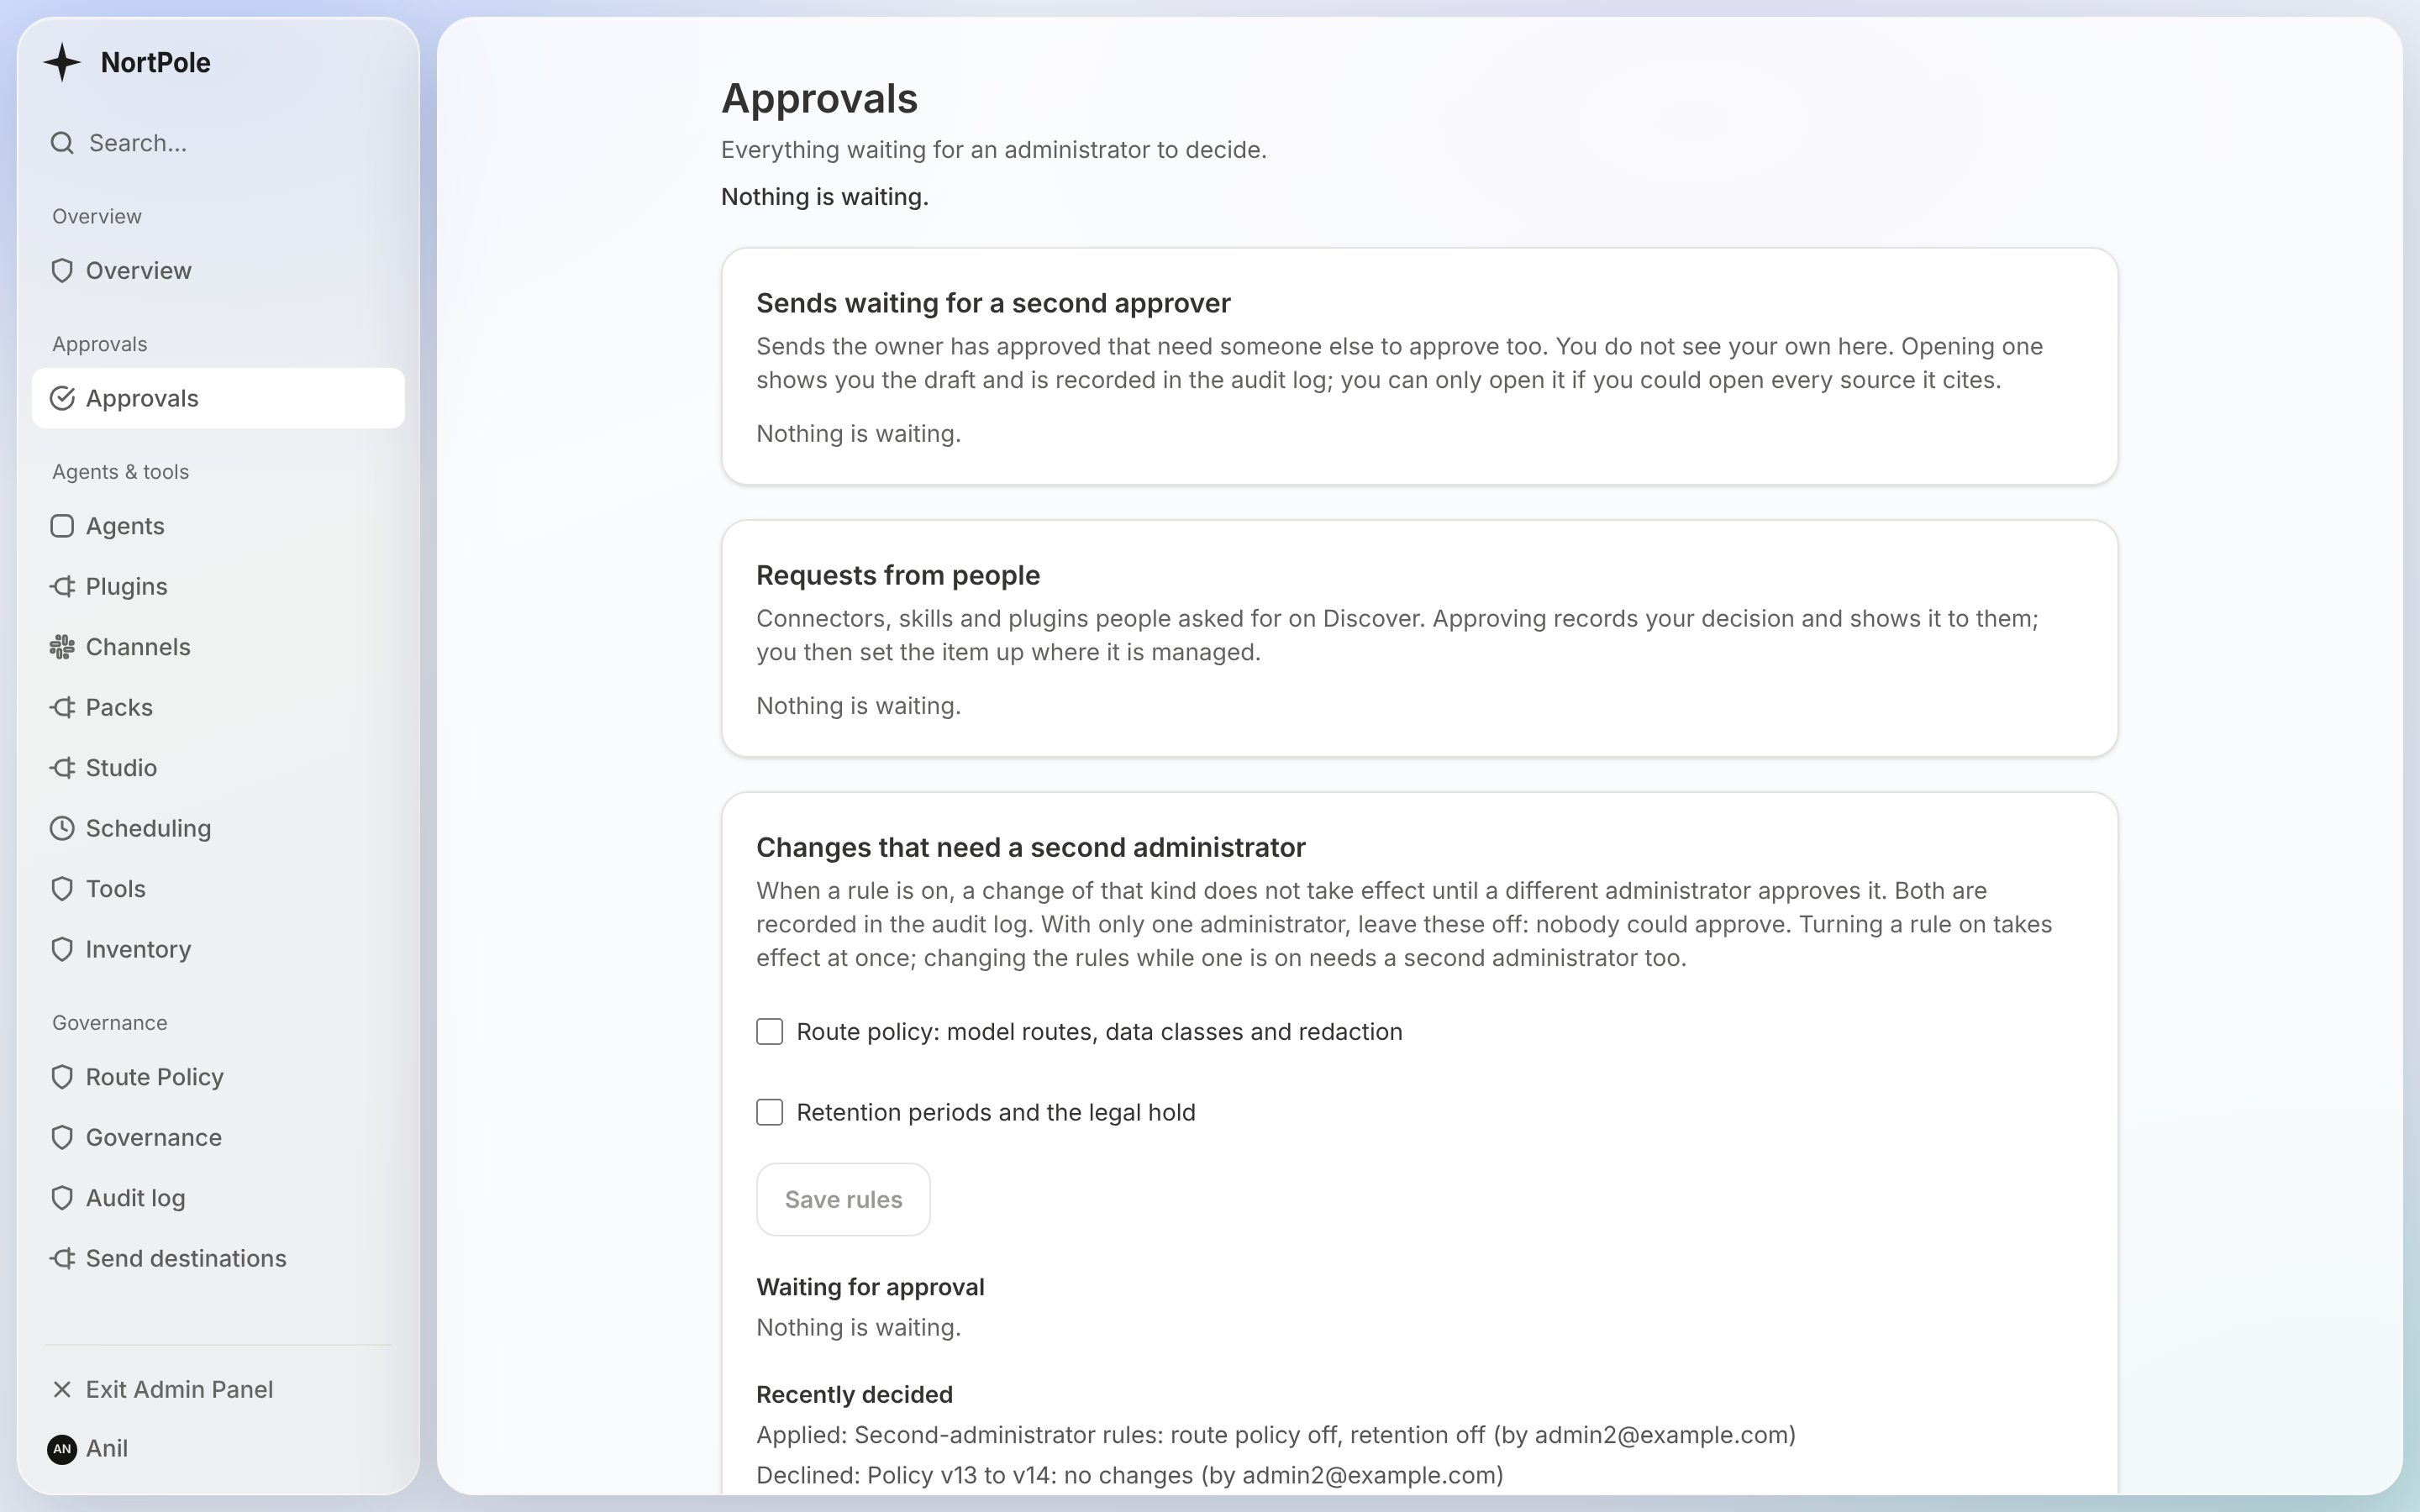 NortPole
Search...
Overview
Overview
Approvals
Approvals
Agents & tools
Agents
Plugins
Channels
Packs
Studio
Scheduling
Tools
Inventory
Governance
Route Policy
Governance
Audit log
Send destinations
Exit Admin Panel
AN
Anil
Approvals
Everything waiting for an administrator to decide.
Nothing is waiting.
Sends waiting for a second approver
Sends the owner has approved that need someone else to approve too. You do not see your own here. Opening one
shows you the draft and is recorded in the audit log; you can only open it if you could open every source it cites.
Nothing is waiting.
Requests from people
Connectors, skills and plugins people asked for on Discover. Approving records your decision and shows it to them;
you then set the item up where it is managed.
Nothing is waiting.
Changes that need a second administrator
When a rule is on, a change of that kind does not take effect until a different administrator approves it. Both are
recorded in the audit log. With only one administrator, leave these off: nobody could approve. Turning a rule on takes
effect at once; changing the rules while one is on needs a second administrator too.
Route policy: model routes, data classes and redaction
Retention periods and the legal hold
Save rules
Waiting for approval
Nothing is waiting.
Recently decided
Applied: Second-administrator rules: route policy off, retention off (by admin2@example.com)
Declined: Policy v13 to v14: no changes (by admin2@example.com)